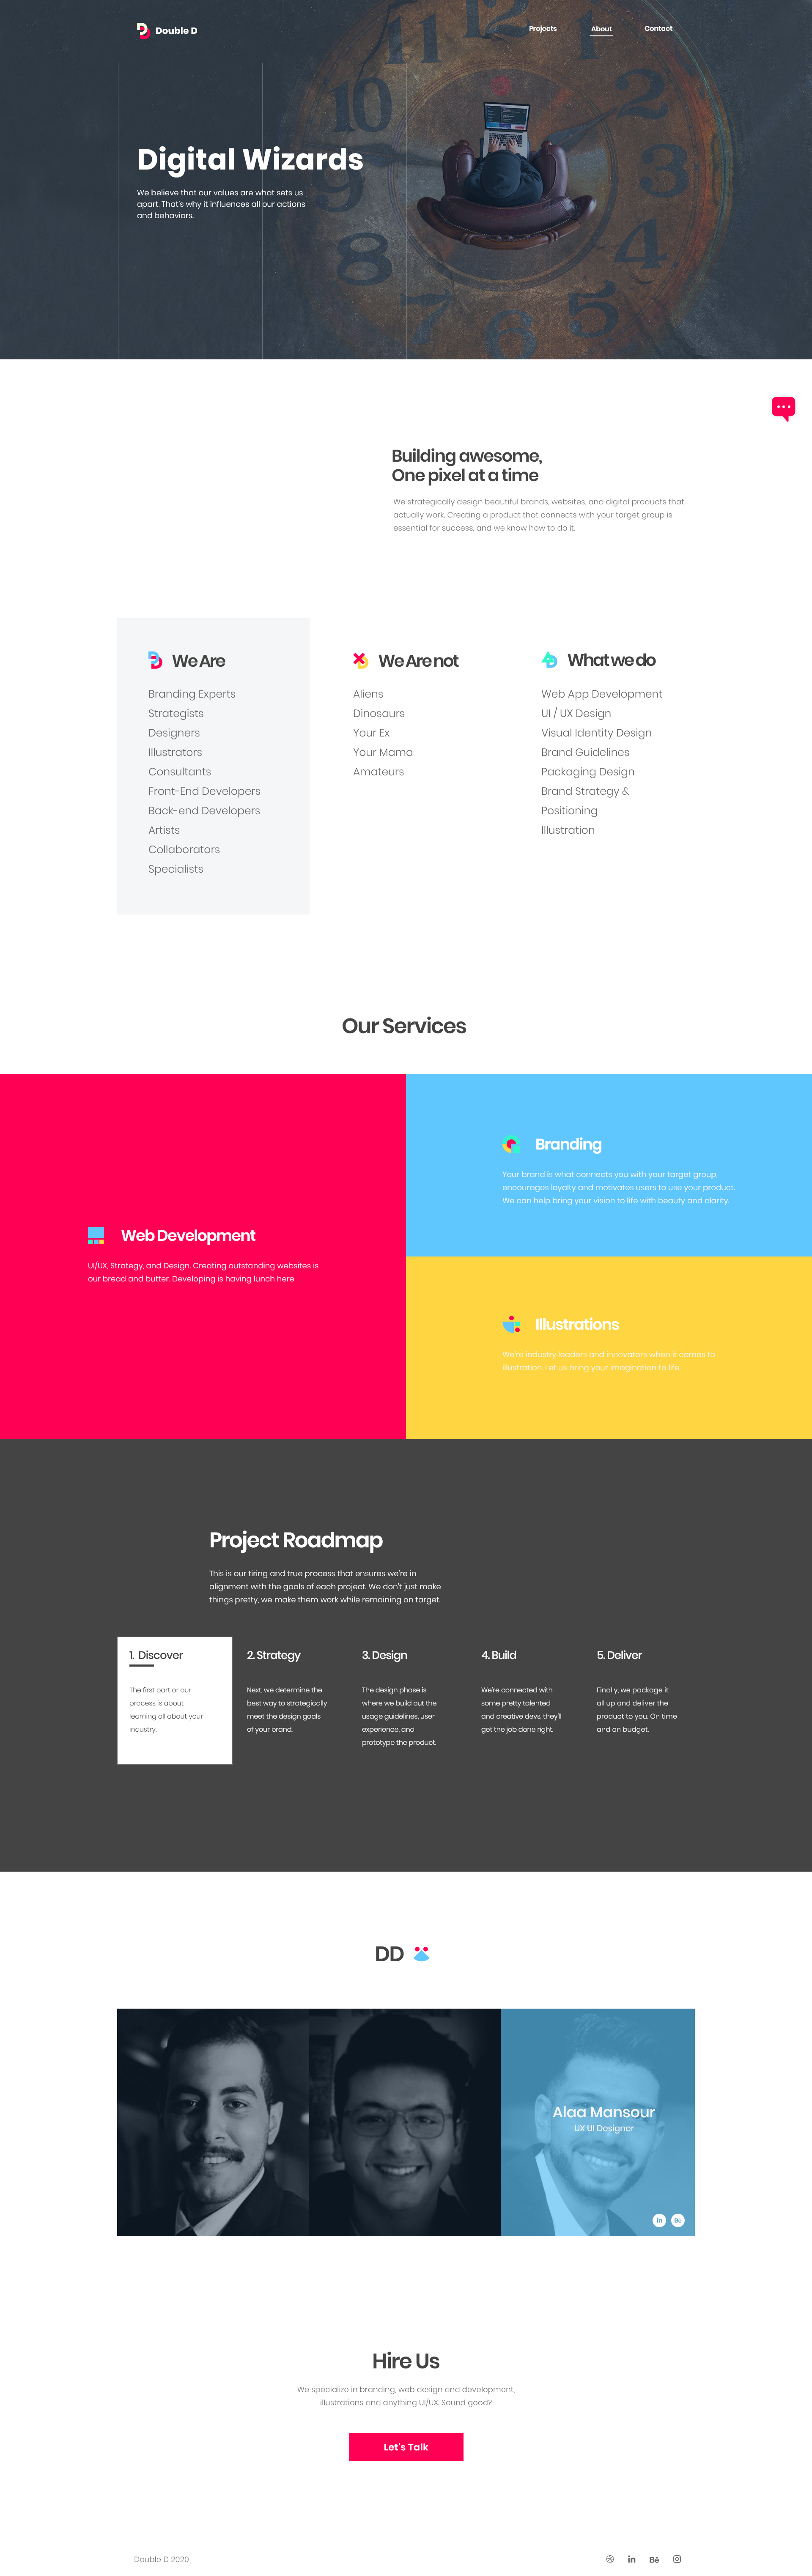 Double D
Projects
About
Contact
Digital Wizards
We believe that our values are what sets us
apart. That's why it influences all our actions
and behaviors.
10
12
1
2
3
4
5
6
7
8
9
Building awesome,
One pixel at a time
We strategically design beautiful brands, websites, and digital products that
actually work. Creating a product that connects with your target group is
essential for success, and we know how to do it.
We Are
Branding Experts
Strategists
Designers
Illustrators
Consultants
Front-End Developers
Back-end Developers
Artists
Collaborators
Specialists
We Are not
Aliens
Dinosaurs
Your Ex
Your Mama
Amateurs
What we do
Web App Development
UI / UX Design
Visual Identity Design
Brand Guidelines
Packaging Design
Brand Strategy &
Positioning
Illustration
Our Services
Web Development
UI/UX, Strategy, and Design. Creating outstanding websites is
our bread and butter. Developing is having lunch here
Branding
Your brand is what connects you with your target group,
encourages loyalty and motivates users to use your product.
We can help bring your vision to life with beauty and clarity.
Illustrations
We're industry leaders and innovators when it comes to
illustration. Let us bring your imagination to life.
Project Roadmap
This is our tiring and true process that ensures we're in
alignment with the goals of each project. We don't just make
things pretty, we make them work while remaining on target.
1. Discover
The first part or our
process is about
learning all about your
industry.
2. Strategy
Next, we determine the
best way to strategically
meet the design goals
of your brand.
3. Design
The design phase is
where we build out the
usage guidelines, user
experience, and
prototype the product.
4. Build
We're connected with
some pretty talented
and creative devs, they'll
get the job done right.
5. Deliver
Finally, we package it
all up and deliver the
product to you. On time
and on budget.
DD
Alaa Mansour
UX UI Designer
in
Bē
Hire Us
We specialize in branding, web design and development,
illustrations and anything UI/UX. Sound good?
Let's Talk
Double D 2020
in
Bē